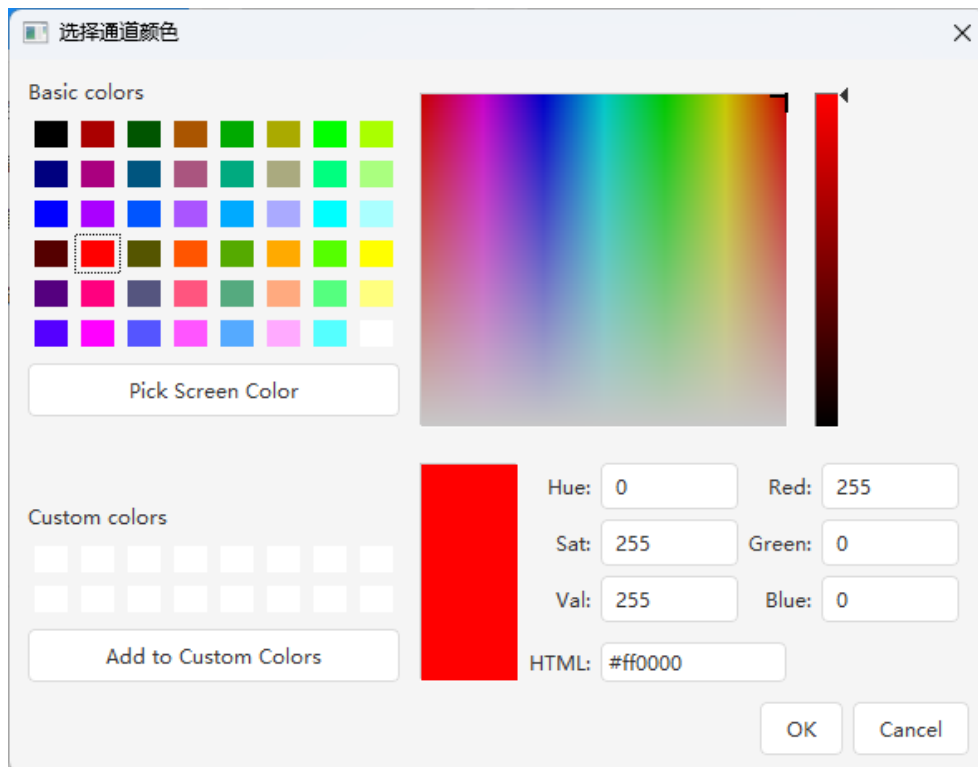 选择通道颜色
Basic colors
Pick Screen Color
Custom colors
Add to Custom Colors
Hue: 0 Red: 255
Sat: 255 Green: 0
Val: 255 Blue: 0
HTML: #ff0000
OK Cancel